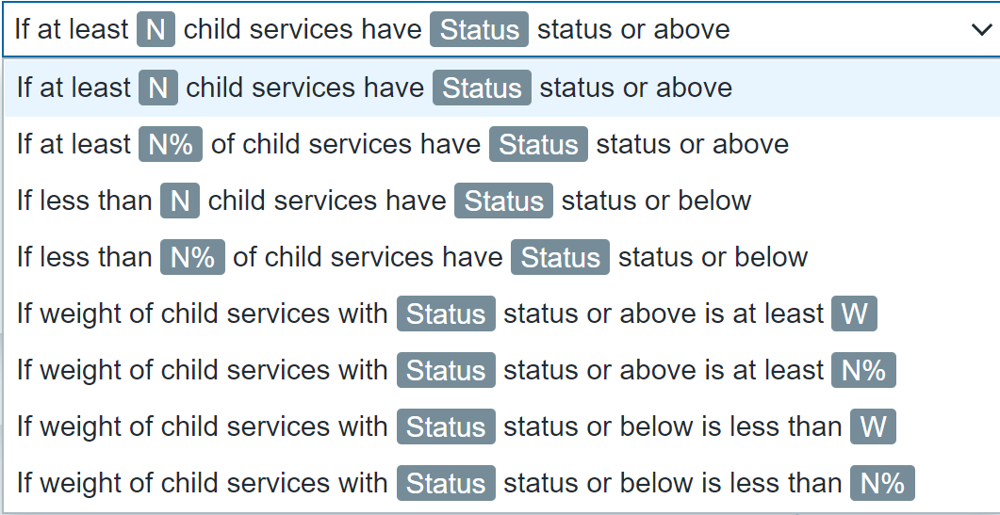 If at least N child services have Status status or above
If at least N child services have Status status or above
If at least N% of child services have Status status or above
If less than N child services have Status status or below
If less than N% of child services have Status status or below
If weight of child services with Status status or above is at least W
If weight of child services with Status status or above is at least N%
If weight of child services with Status status or below is less than W
If weight of child services with Status status or below is less than N%